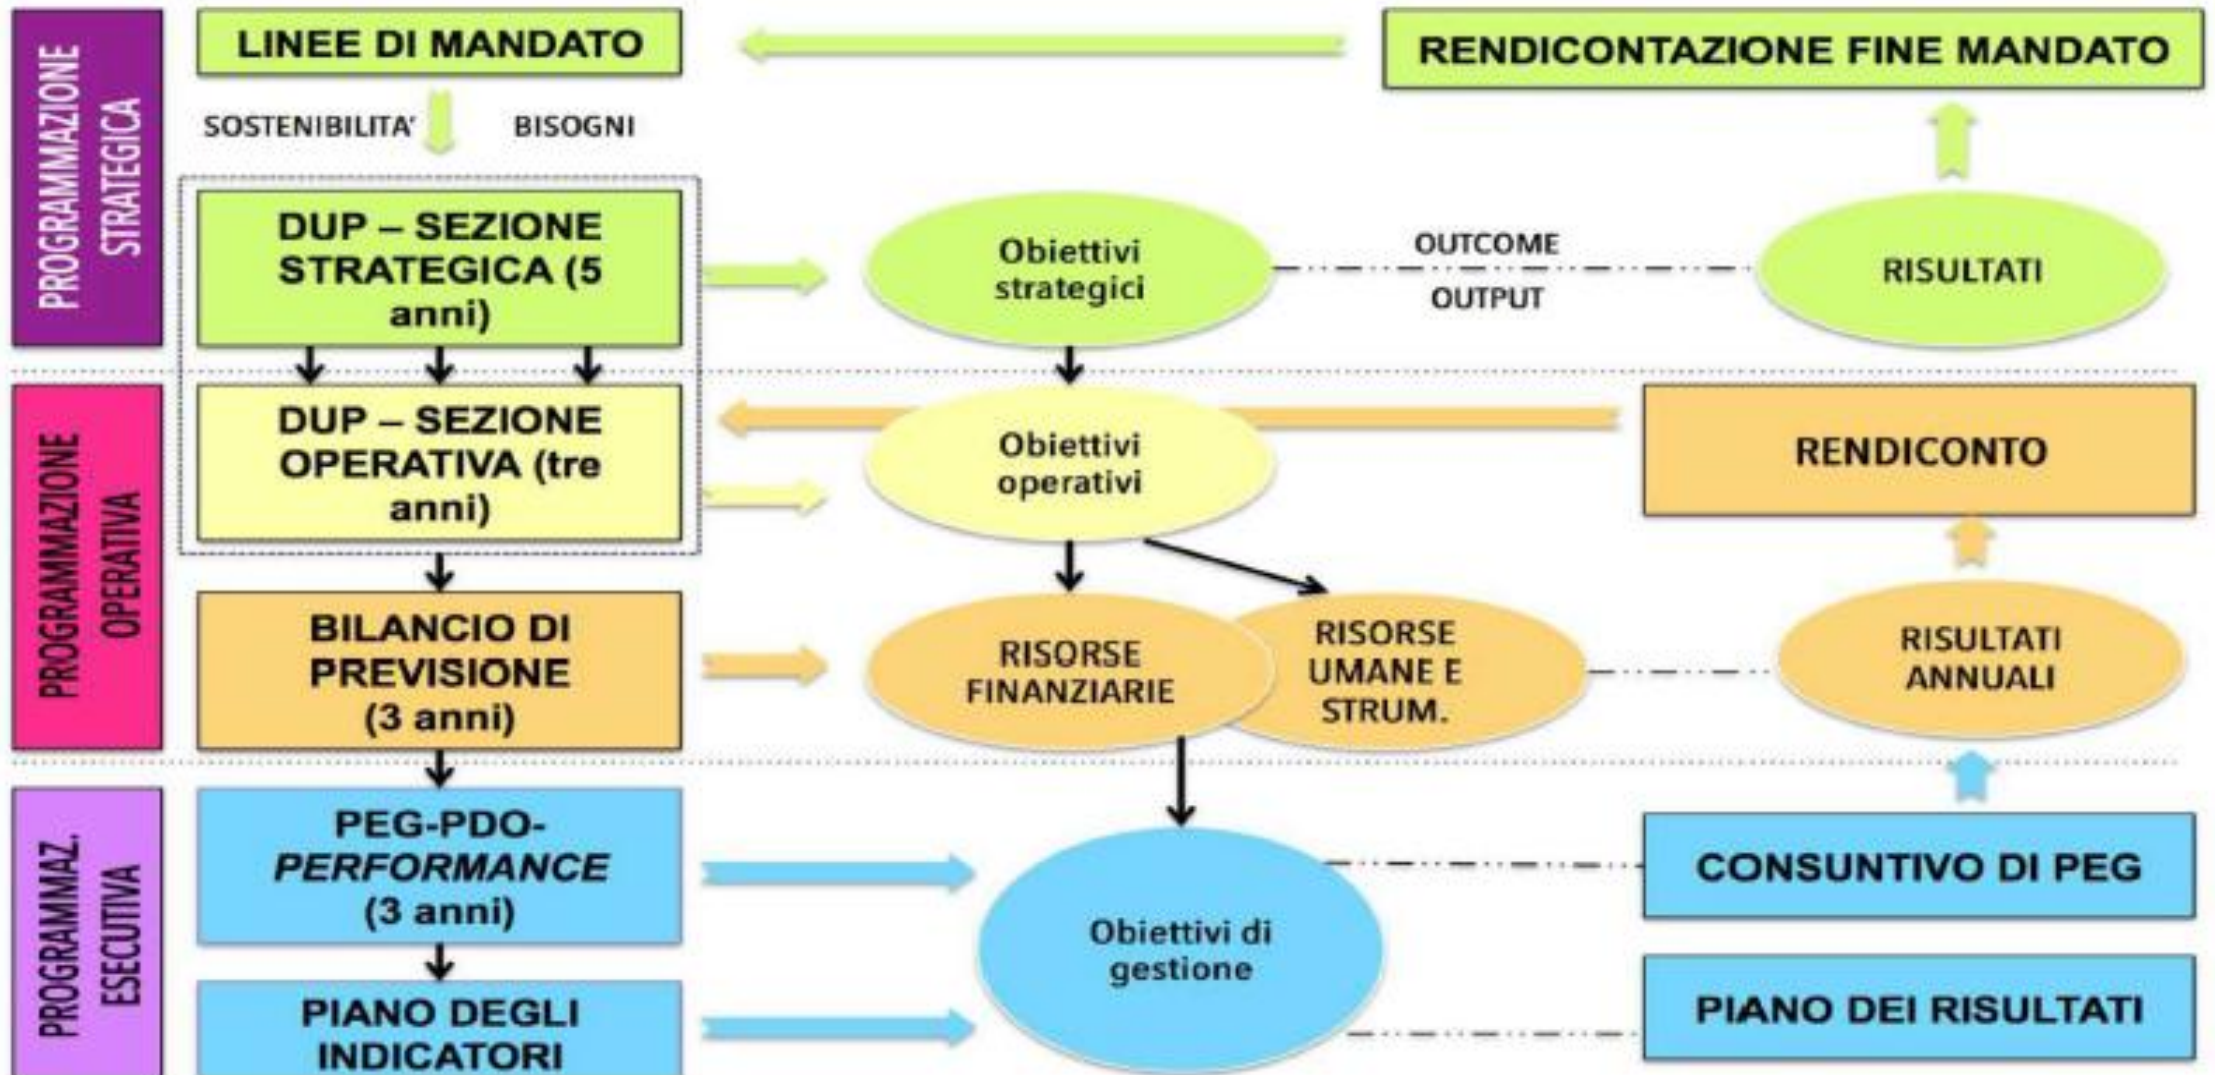 PROGRAMMAZIONE
STRATEGICA
LINEE DI MANDATO
RENDICONTAZIONE FINE MANDATO
SOSTENIBILITA'
BISOGNI
DUP – SEZIONE
STRATEGICA (5
anni)
Obiettivi
strategici
OUTCOME
OUTPUT
RISULTATI
PROGRAMMAZIONE
OPERATIVA
DUP – SEZIONE
OPERATIVA (tre
anni)
Obiettivi
operativi
RENDICONTO
BILANCIO DI
PREVISIONE
(3 anni)
RISORSE
FINANZIARIE
RISORSE
UMANE E
STRUM.
RISULTATI
ANNUALI
PROGRAMMAZ.
ESECUTIVA
PEG-PDO-
PERFORMANCE
(3 anni)
Obiettivi di
gestione
CONSUNTIVO DI PEG
PIANO DEGLI
INDICATORI
PIANO DEI RISULTATI